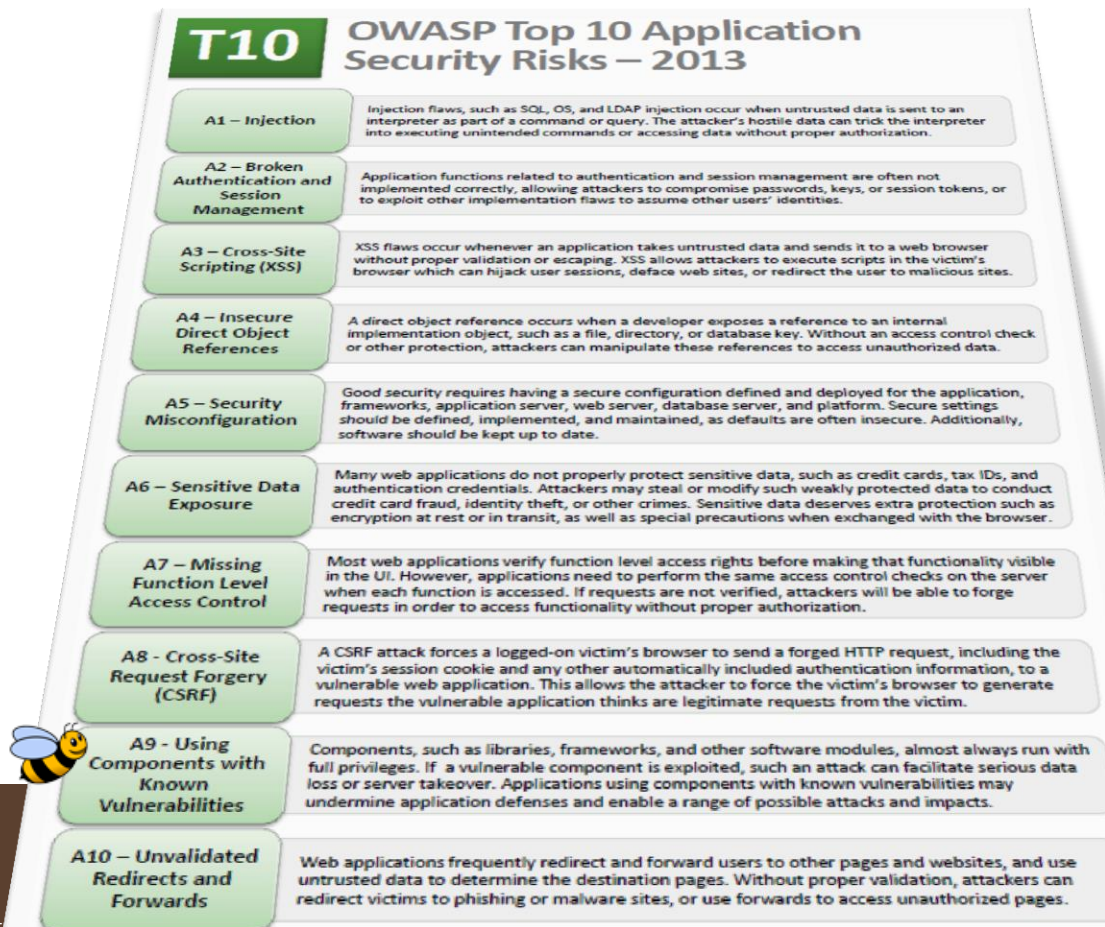 T10
OWASP Top 10 Application
Security Risks – 2013
A1 – Injection
Injection flaws, such as SQL, OS, and LDAP injection occur when untrusted data is sent to an
interpreter as part of a command or query. The attacker's hostile data can trick the interpreter
into executing unintended commands or accessing data without proper authorization.
A2 – Broken
Authentication and
Session
Management
Application functions related to authentication and session management are often not
implemented correctly, allowing attackers to compromise passwords, keys, or session tokens, or
to exploit other implementation flaws to assume other users' identities.
A3 – Cross-Site
Scripting (XSS)
XSS flaws occur whenever an application takes untrusted data and sends it to a web browser
without proper validation or escaping. XSS allows attackers to execute scripts in the victim's
browser which can hijack user sessions, deface web sites, or redirect the user to malicious sites.
A4 – Insecure
Direct Object
References
A direct object reference occurs when a developer exposes a reference to an internal
implementation object, such as a file, directory, or database key. Without an access control check
or other protection, attackers can manipulate these references to access unauthorized data.
A5 – Security
Misconfiguration
Good security requires having a secure configuration defined and deployed for the application,
frameworks, application server, web server, database server, and platform. Secure settings
should be defined, implemented, and maintained, as defaults are often insecure. Additionally,
software should be kept up to date.
A6 – Sensitive Data
Exposure
Many web applications do not properly protect sensitive data, such as credit cards, tax IDs, and
authentication credentials. Attackers may steal or modify such weakly protected data to conduct
credit card fraud, identity theft, or other crimes. Sensitive data deserves extra protection such as
encryption at rest or in transit, as well as special precautions when exchanged with the browser.
A7 – Missing
Function Level
Access Control
Most web applications verify function level access rights before making that functionality visible
in the UI. However, applications need to perform the same access control checks on the server
when each function is accessed. If requests are not verified, attackers will be able to forge
requests in order to access functionality without proper authorization.
A8 - Cross-Site
Request Forgery
(CSRF)
A CSRF attack forces a logged-on victim's browser to send a forged HTTP request, including the
victim's session cookie and any other automatically included authentication information, to a
vulnerable web application. This allows the attacker to force the victim's browser to generate
requests the vulnerable application thinks are legitimate requests from the victim.
A9 - Using
Components with
Known
Vulnerabilities
Components, such as libraries, frameworks, and other software modules, almost always run with
full privileges. If a vulnerable component is exploited, such an attack can facilitate serious data
loss or server takeover. Applications using components with known vulnerabilities may
undermine application defenses and enable a range of possible attacks and impacts.
A10 – Unvalidated
Redirects and
Forwards
Web applications frequently redirect and forward users to other pages and websites, and use
untrusted data to determine the destination pages. Without proper validation, attackers can
redirect victims to phishing or malware sites, or use forwards to access unauthorized pages.